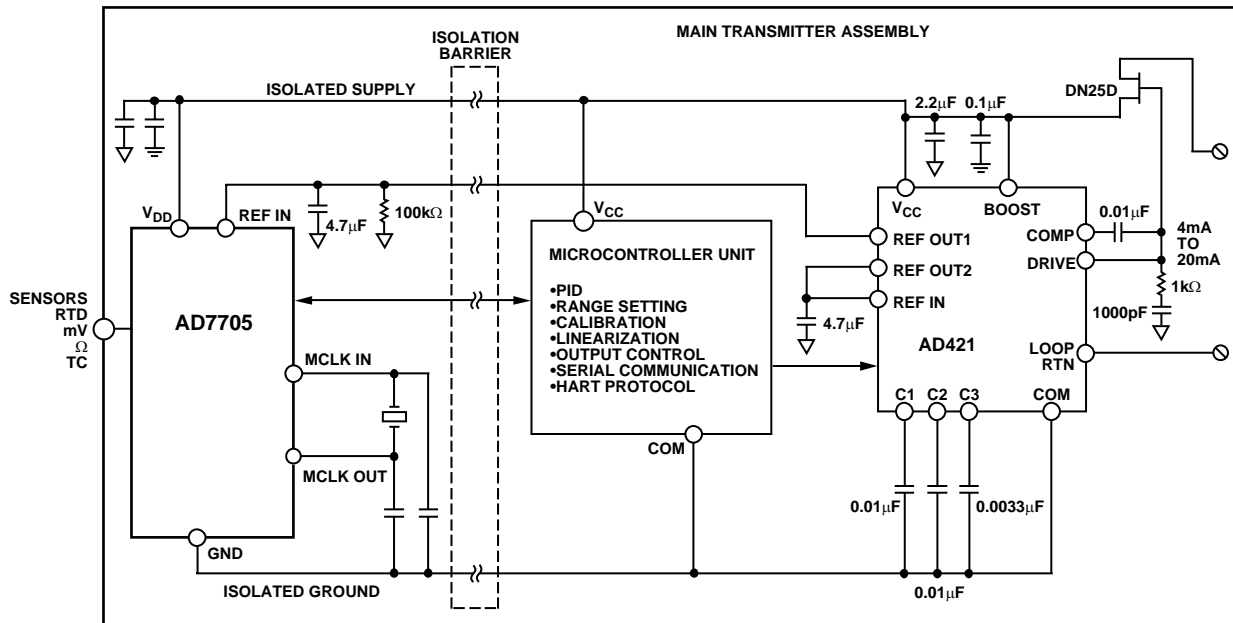 MAIN TRANSMITTER ASSEMBLY
ISOLATION
BARRIER
ISOLATED SUPPLY
DN25D
2.2μF
0.1μF
VDD
REF IN
4.7μF
100kΩ
VCC
MICROCONTROLLER UNIT
•PID
•RANGE SETTING
•CALIBRATION
•LINEARIZATION
•OUTPUT CONTROL
•SERIAL COMMUNICATION
•HART PROTOCOL
COM
VCC
BOOST
REF OUT1
REF OUT2
REF IN
4.7μF
AD421
COMP
DRIVE
0.01μF
4mA
TO
20mA
1kΩ
1000pF
LOOP
RTN
C1
C2
C3
COM
SENSORS
RTD
mV
Ω
TC
AD7705
MCLK IN
MCLK OUT
GND
ISOLATED GROUND
0.01μF
0.0033μF
0.01μF